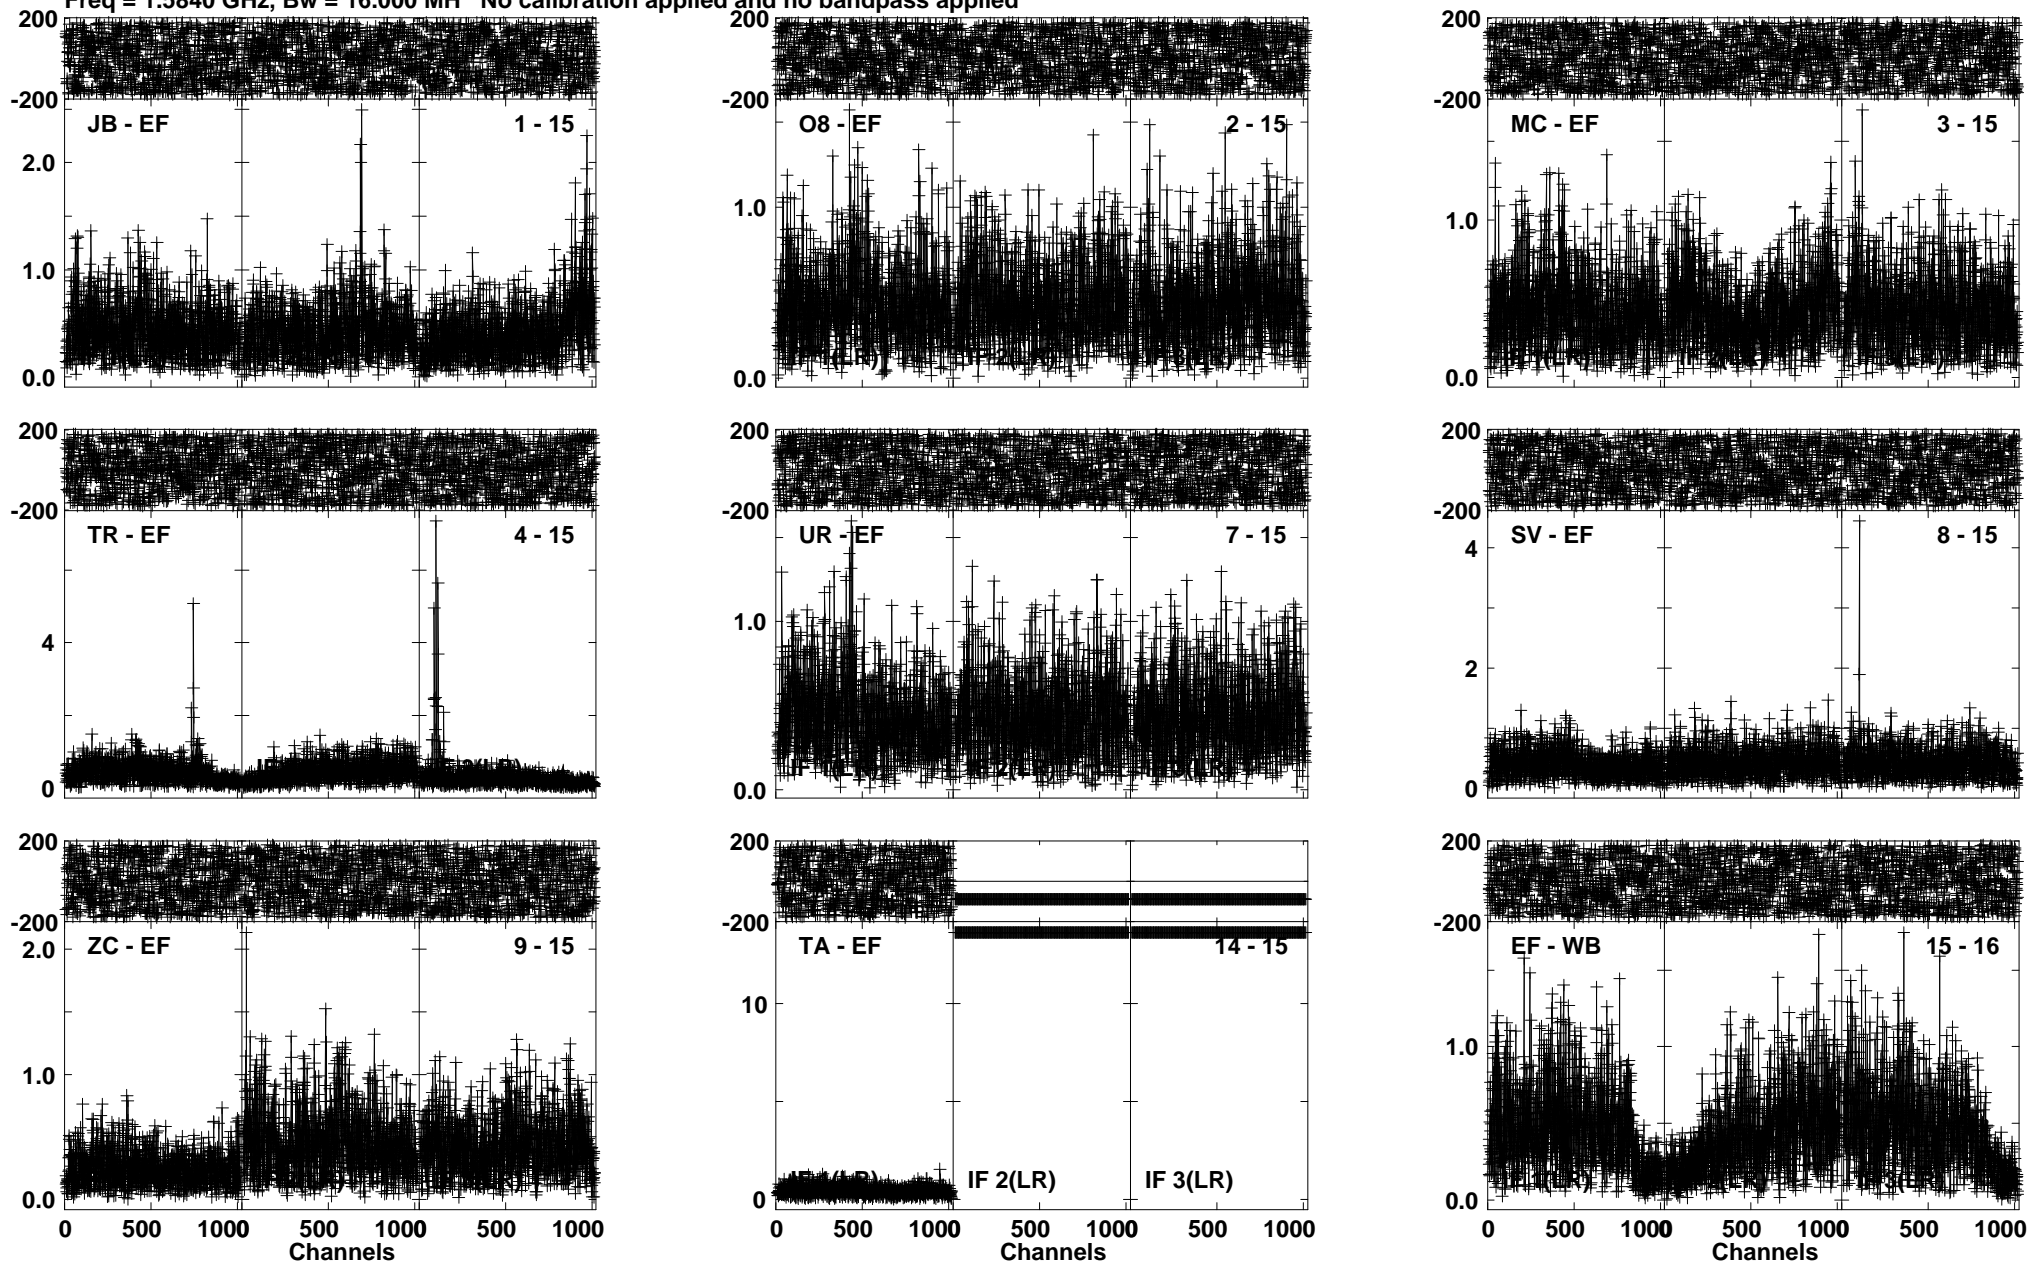 Freq = 1.5840 GHz, Bw = 16.000 MH No calibration applied and no bandpass applied
200 200 200
-200 -200 -200
JB - EF 1 - 15 O8 - EF 2 - 15 MC - EF 3 - 15
2.0
1.0 1.0 1.0
0.0 0.0 0.0
200 200 200
-200 -200 -200
TR - EF 4 - 15 UR - EF 7 - 15 SV - EF 8 - 15
4 1.0 4
2
0 0.0 0
200 200 200
-200 -200 -200
ZC - EF 9 - 15 TA - EF 14 - 15 EF - WB 15 - 16
2.0
1.0 10 1.0
IF 2(LR) IF 3(LR)
0.0 0 0.0
0 500 1000 500 1000 500 0 500 1000 500 1000 500 1000 0 500 1000 500 1000 500 1000
Channels Channels Channels